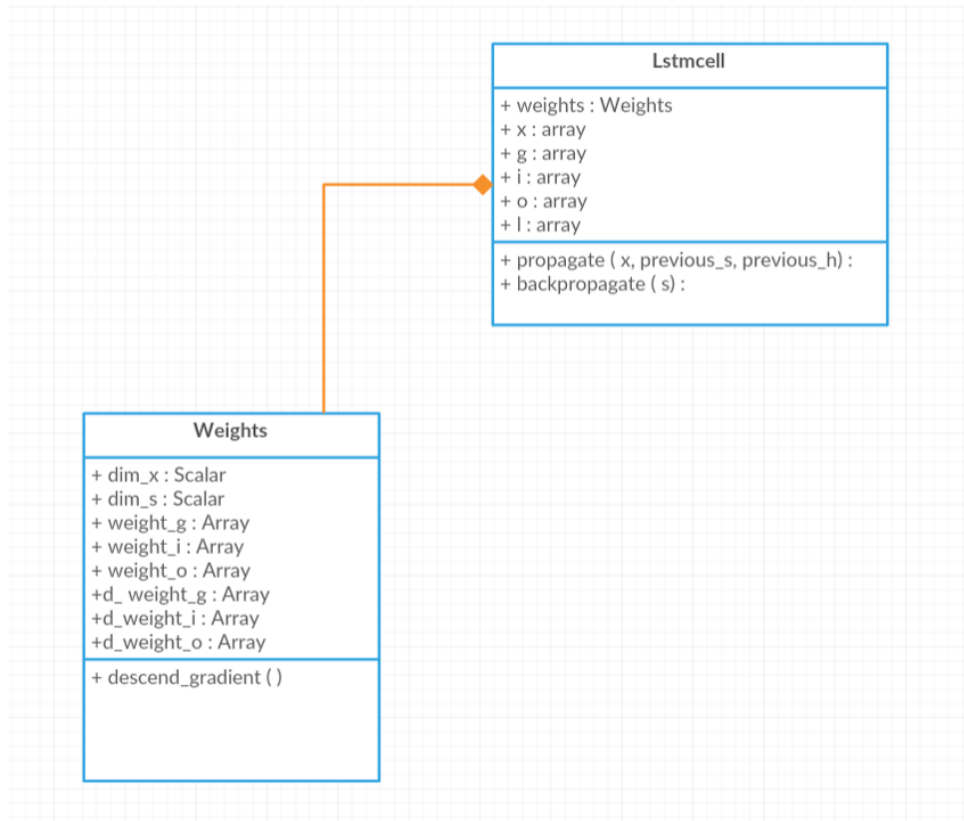 Lstmcell
+ weights : Weights
+ x : array
+ g : array
+ i : array
+ o : array
+ l : array
+ propagate ( x, previous_s, previous_h) :
+ backpropagate ( s) :
Weights
+ dim_x : Scalar
+ dim_s : Scalar
+ weight_g : Array
+ weight_i : Array
+ weight_o : Array
+d_ weight_g : Array
+d_weight_i : Array
+d_weight_o : Array
+ descend_gradient ( )